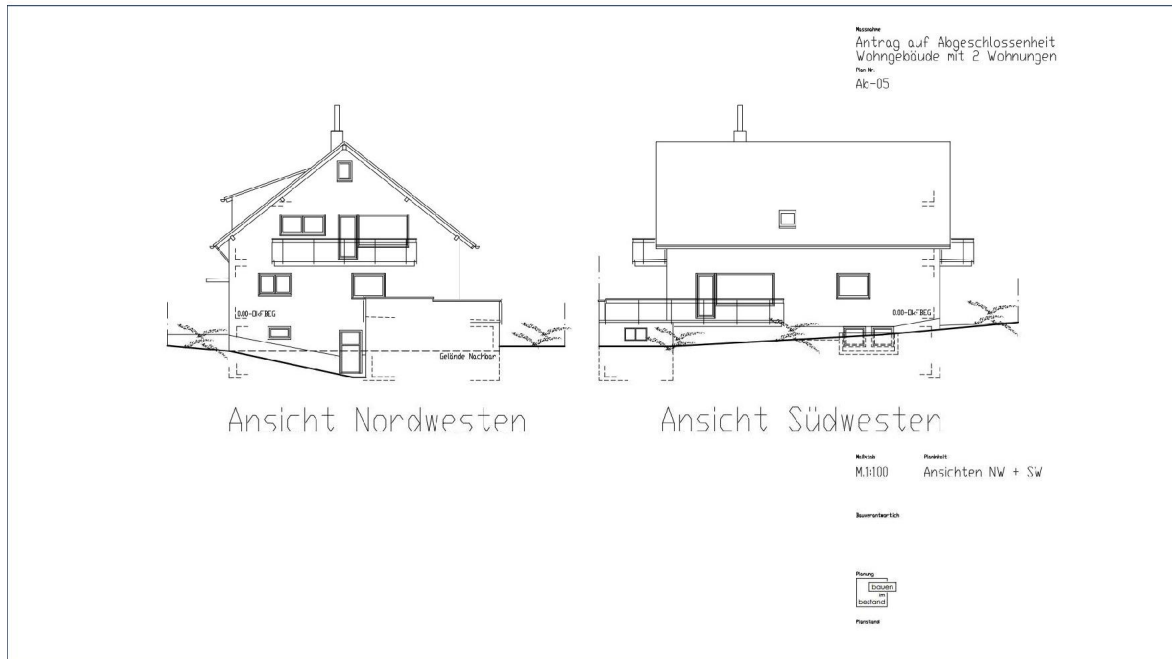 Massnahme
Antrag auf Abgeschlossenheit
Wohngebäude mit 2 Wohnungen
Plan Nr.
Ak-05
0.00=OkFBEG
Gelände Nachbar
0.00=OkFBEG
Ansicht Nordwesten
Ansicht Südwesten
Maßstab
Planinhalt
M.1:100
Ansichten NW + SW
Bauverantwortlich
Planung
bauen
im
bestand
Planstand